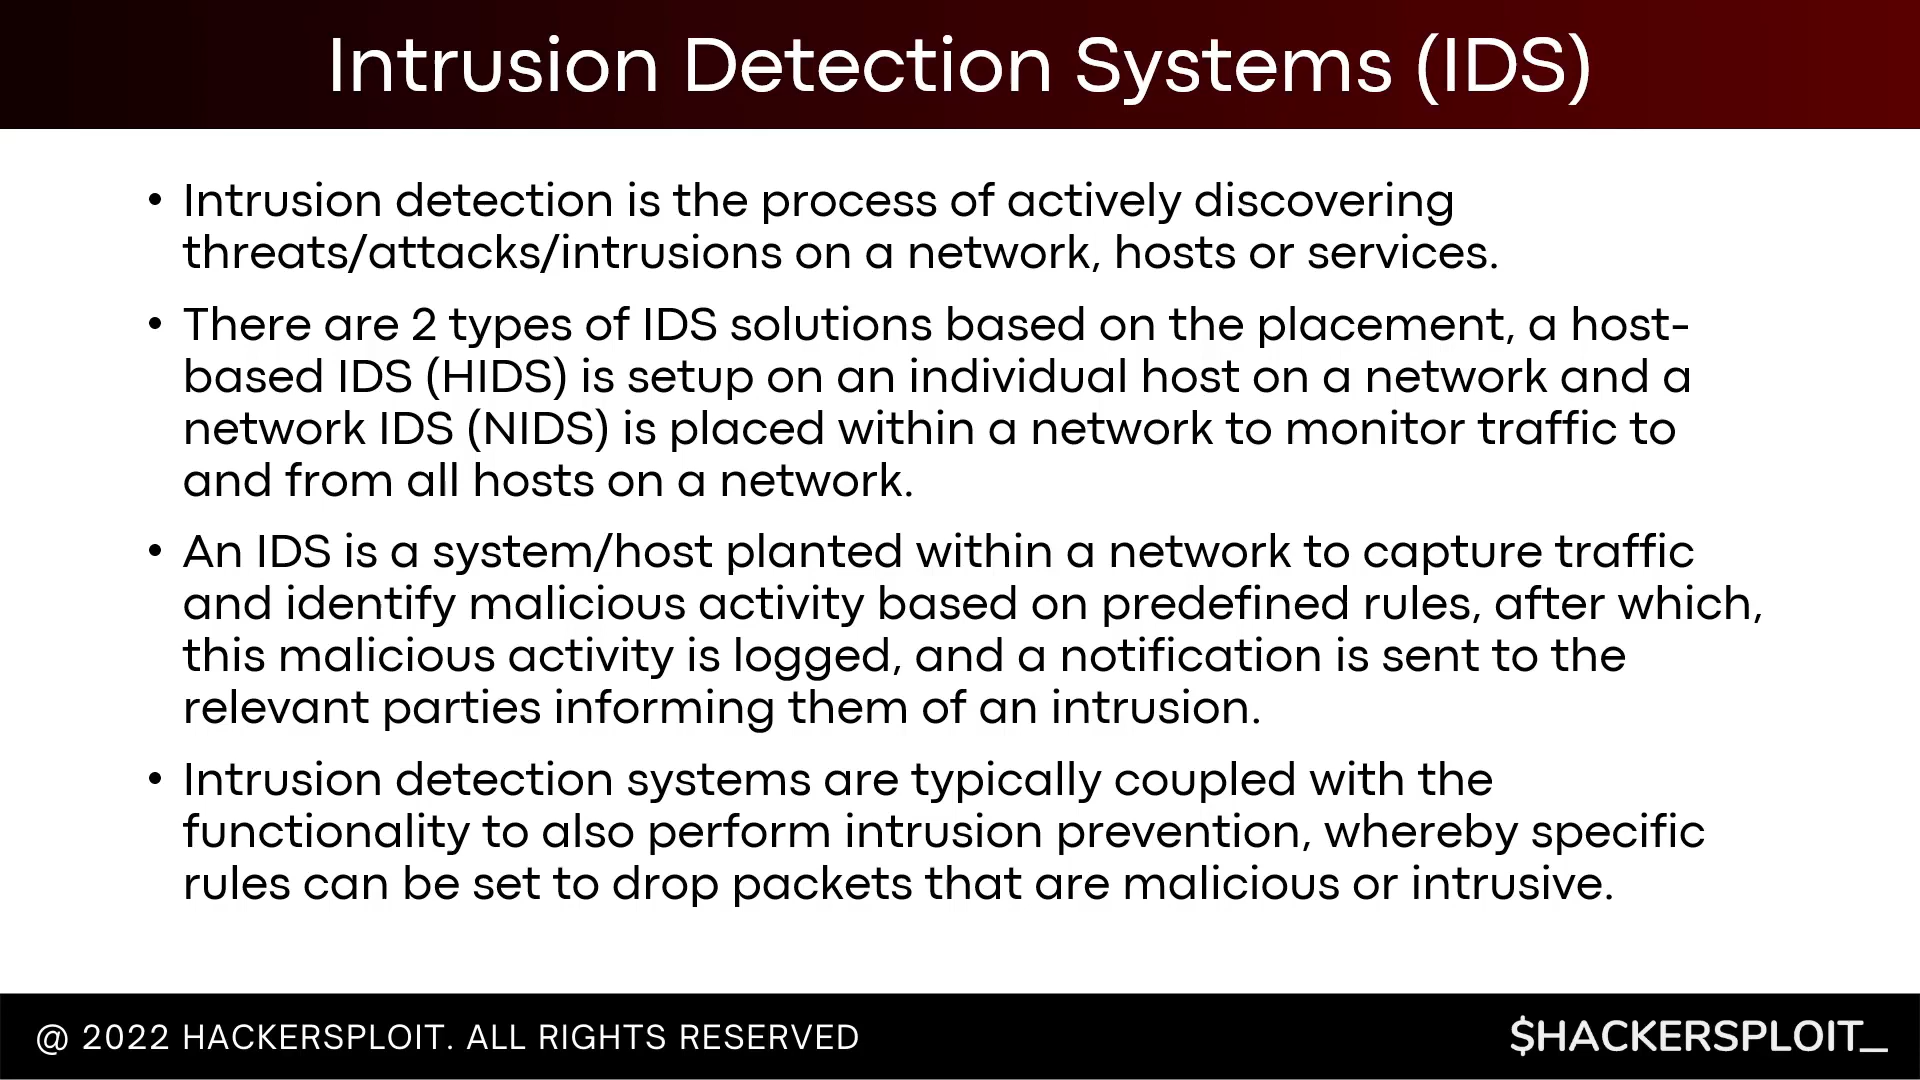 Intrusion Detection Systems (IDS)
• Intrusion detection is the process of actively discovering
threats/attacks/intrusions on a network, hosts or services.
• There are 2 types of IDS solutions based on the placement, a host-
based IDS (HIDS) is setup on an individual host on a network and a
network IDS (NIDS) is placed within a network to monitor traffic to
and from all hosts on a network.
• An IDS is a system/host planted within a network to capture traffic
and identify malicious activity based on predefined rules, after which,
this malicious activity is logged, and a notification is sent to the
relevant parties informing them of an intrusion.
• Intrusion detection systems are typically coupled with the
functionality to also perform intrusion prevention, whereby specific
rules can be set to drop packets that are malicious or intrusive.
@ 2022 HACKERSPLOIT. ALL RIGHTS RESERVED
$HACKERSPLOIT_